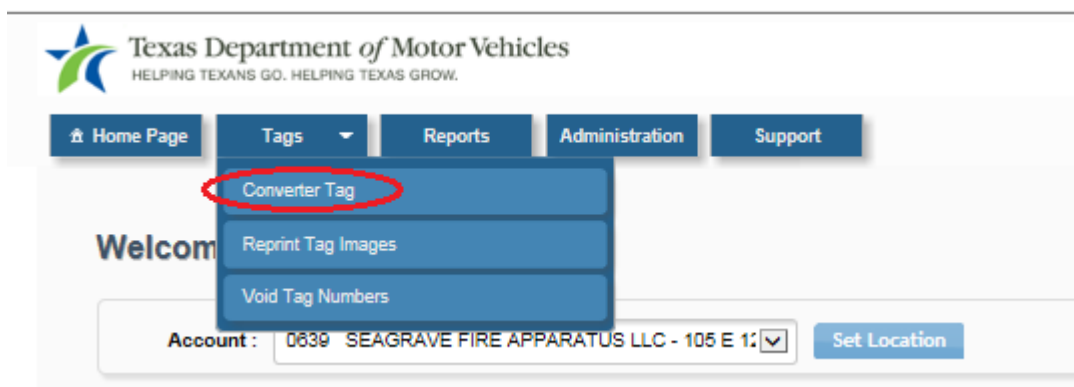 Texas Department of Motor Vehicles
HELPING TEXANS GO. HELPING TEXAS GROW.
Home Page Tags Reports Administration Support
Converter Tag
Reprint Tag Images
Void Tag Numbers
Welcom
Account : 0639 SEAGRAVE FIRE APPARATUS LLC - 105 E 12 Set Location